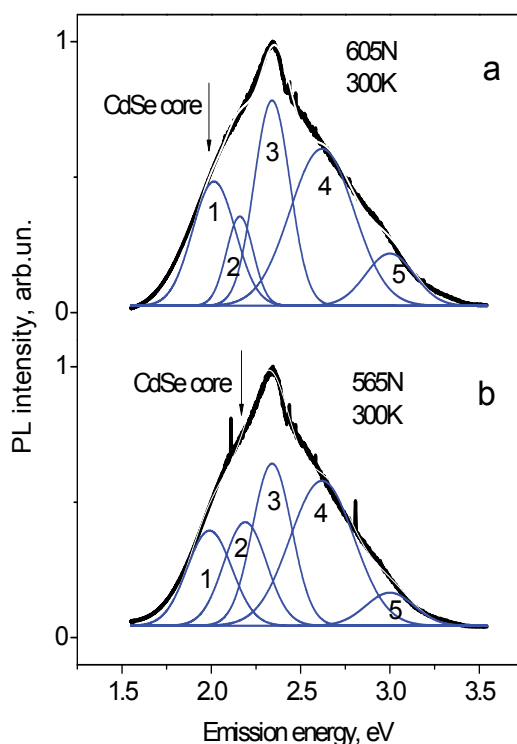 1
605N
a
300K
CdSe core
3
4
1
2
5
0
PL intensity, arb.un.
1
CdSe core
565N
b
300K
3
4
2
1
5
0
1.5 2.0 2.5 3.0 3.5
Emission energy, eV